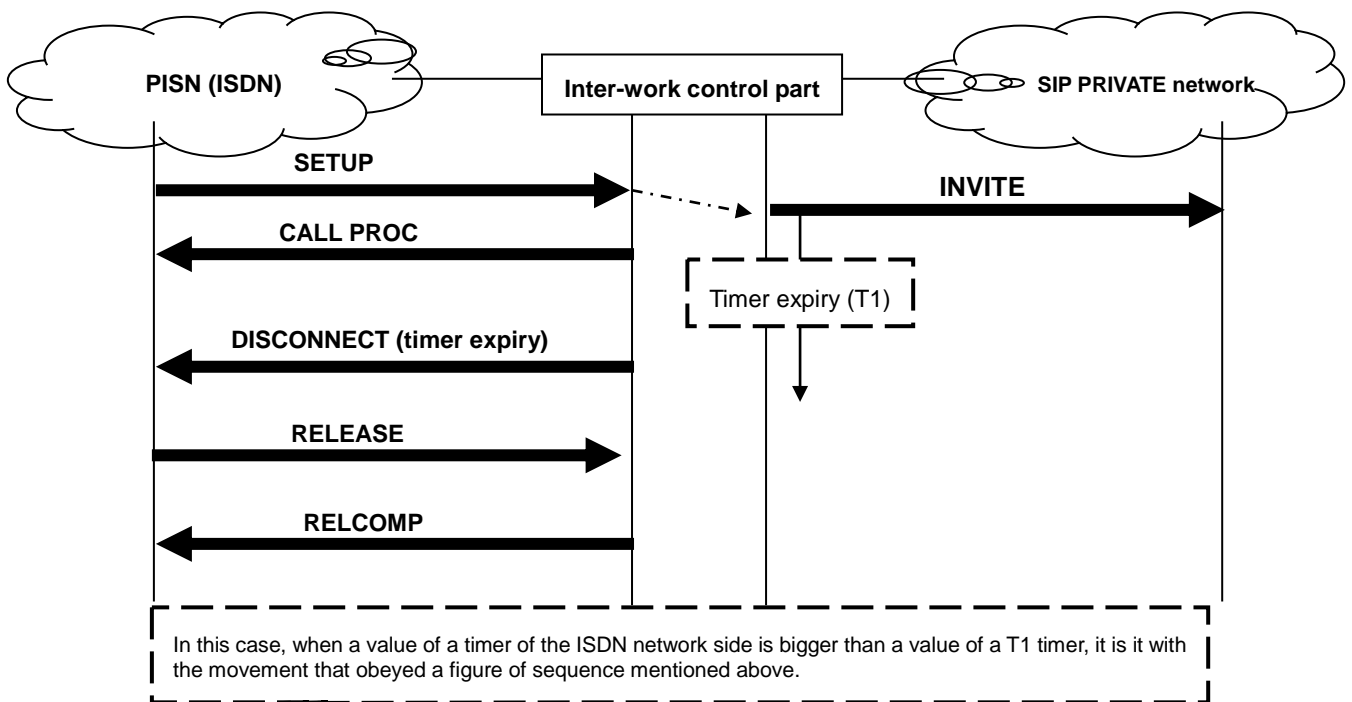 PISN (ISDN)
Inter-work control part
SIP PRIVATE network
SETUP
INVITE
CALL PROC
Timer expiry (T1)
DISCONNECT (timer expiry)
RELEASE
RELCOMP
In this case, when a value of a timer of the ISDN network side is bigger than a value of a T1 timer, it is it with
the movement that obeyed a figure of sequence mentioned above.